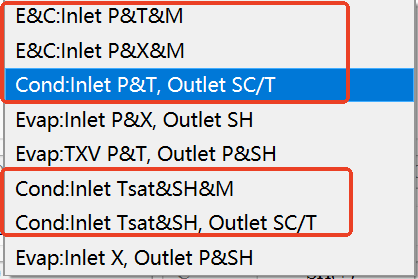 E&C:Inlet P&T&M
E&C:Inlet P&X&M
Cond:Inlet P&T, Outlet SC/T
Evap:Inlet P&X, Outlet SH
Evap:TXV P&T, Outlet P&SH
Cond:Inlet Tsat&SH&M
Cond:Inlet Tsat&SH, Outlet SC/T
Evap:Inlet X, Outlet P&SH